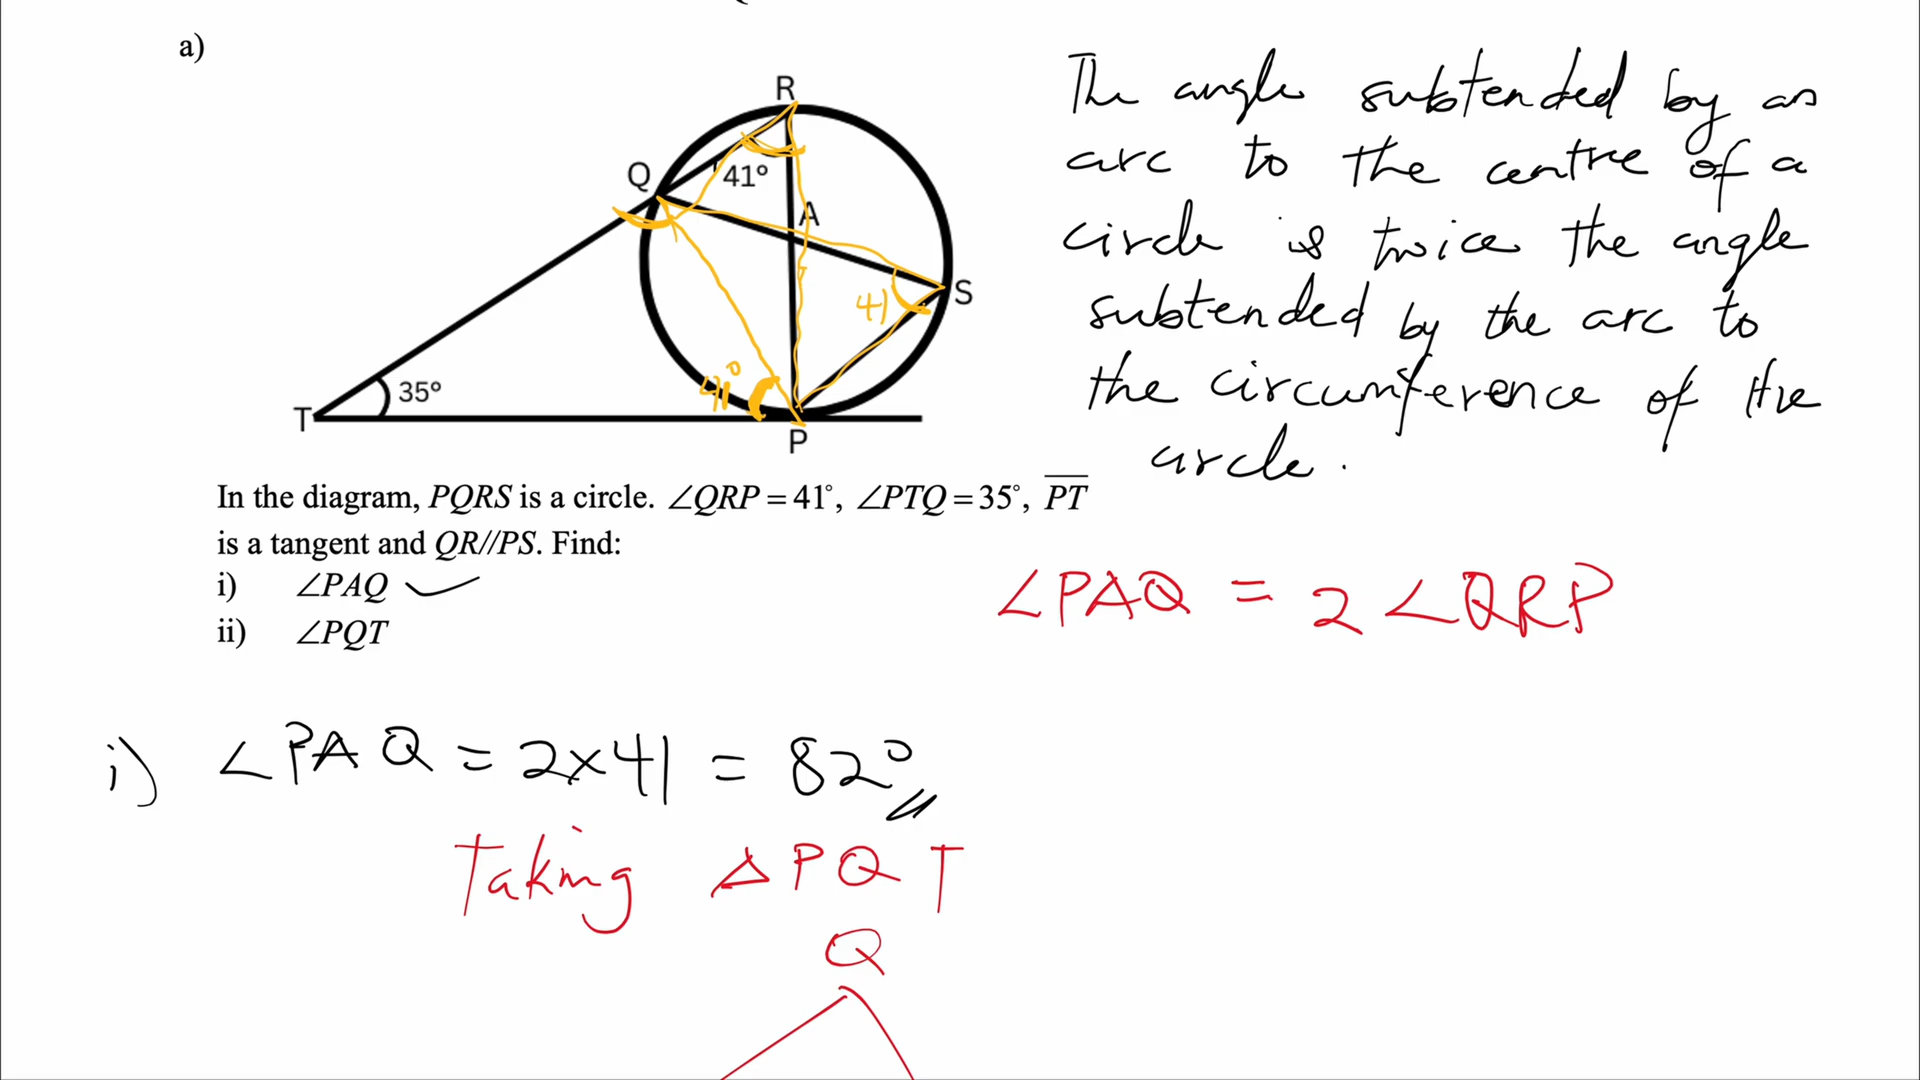 a)
R
Q
41°
A
S
41
41°
35°
T
P
The angle subtended by an
arc to the centre of a
circle is twice the angle
subtended by the arc to
the circumference of the
circle.
In the diagram, PQRS is a circle. ∠QRP = 41°, ∠PTQ = 35°, PT
is a tangent and QR//PS. Find:
i) ∠PAQ ✓
ii) ∠PQT
∠PAQ = 2 ∠QRP
i) ∠PAQ = 2×41 = 82°
Taking △PQT
Q